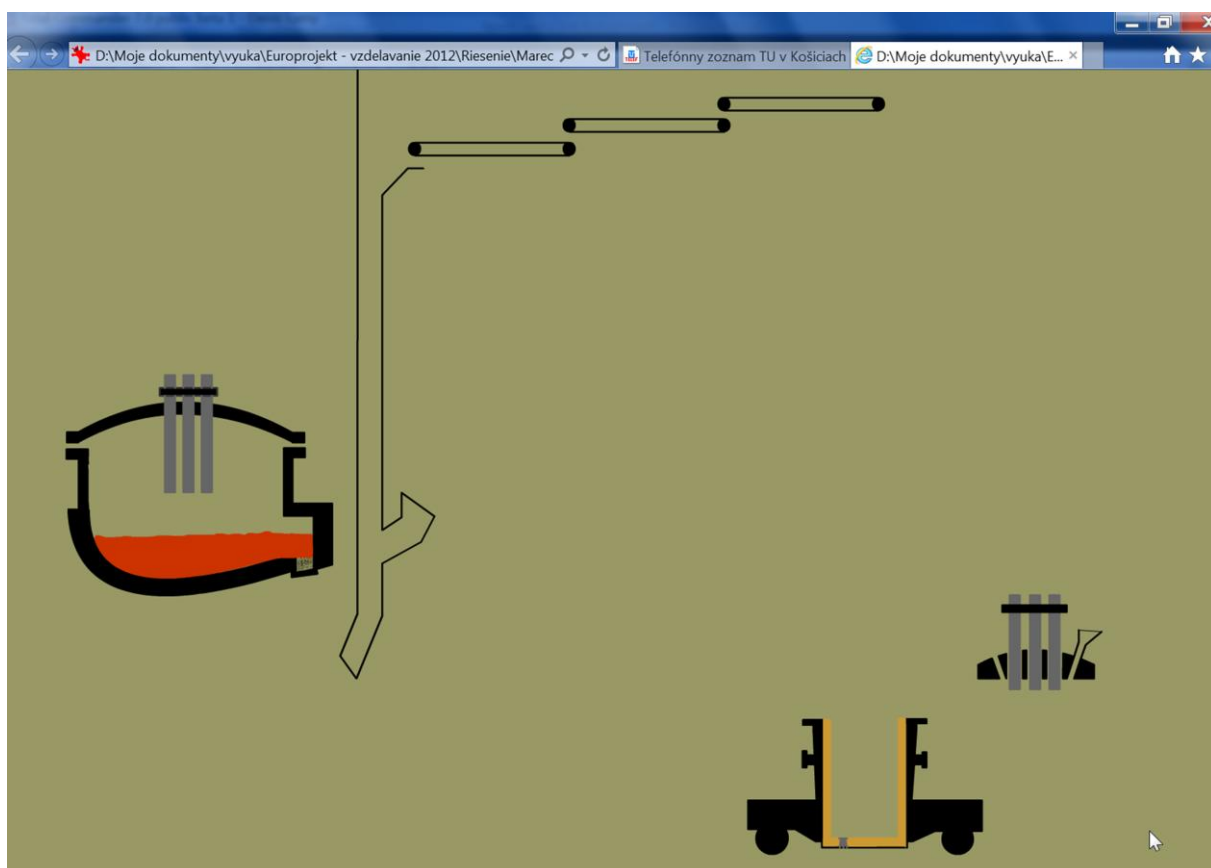 D:\Moje dokumenty\vyuka\Europrojekt - vzdelavanie 2012\Riesenie\Marec
Telefónny zoznam TU v Košiciach
D:\Moje dokumenty\vyuka\E...